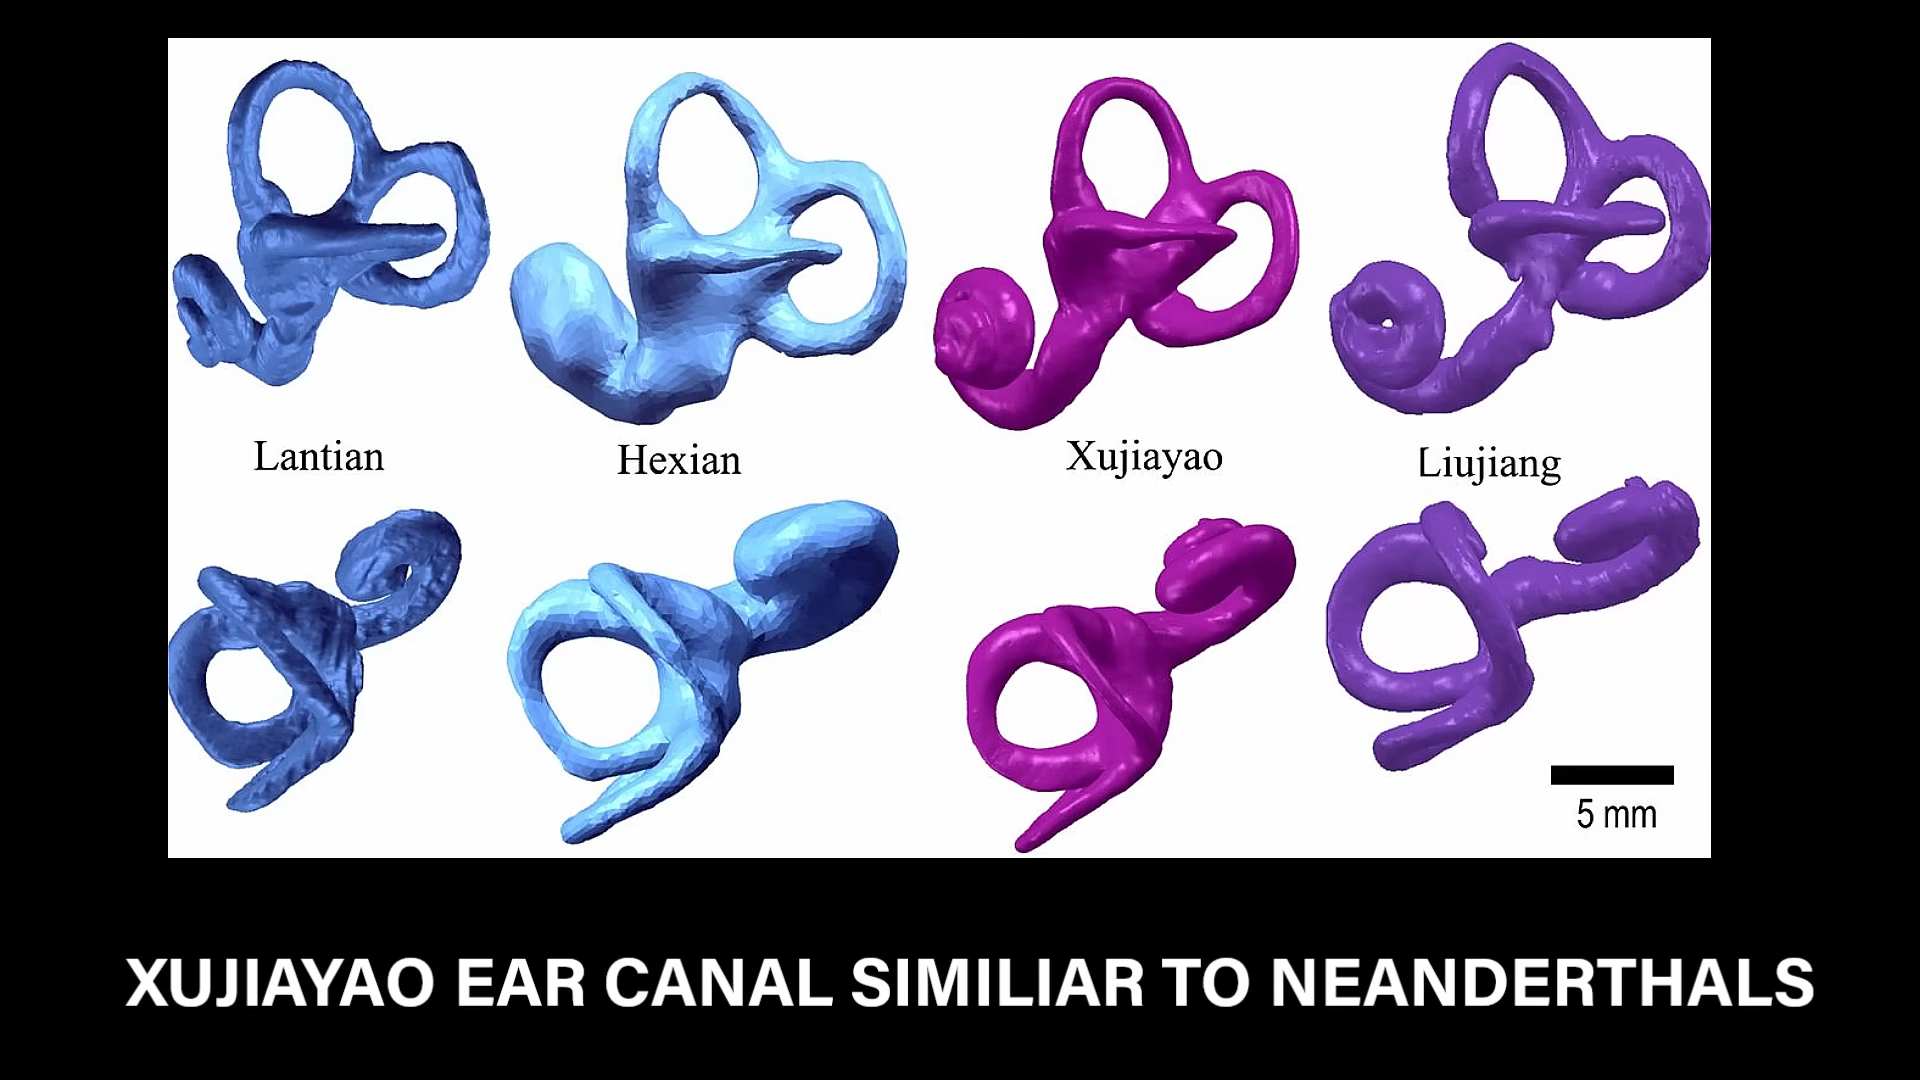 Lantian
Hexian
Xujiayao
Liujiang
5 mm
XUJIAYAO EAR CANAL SIMILIAR TO NEANDERTHALS